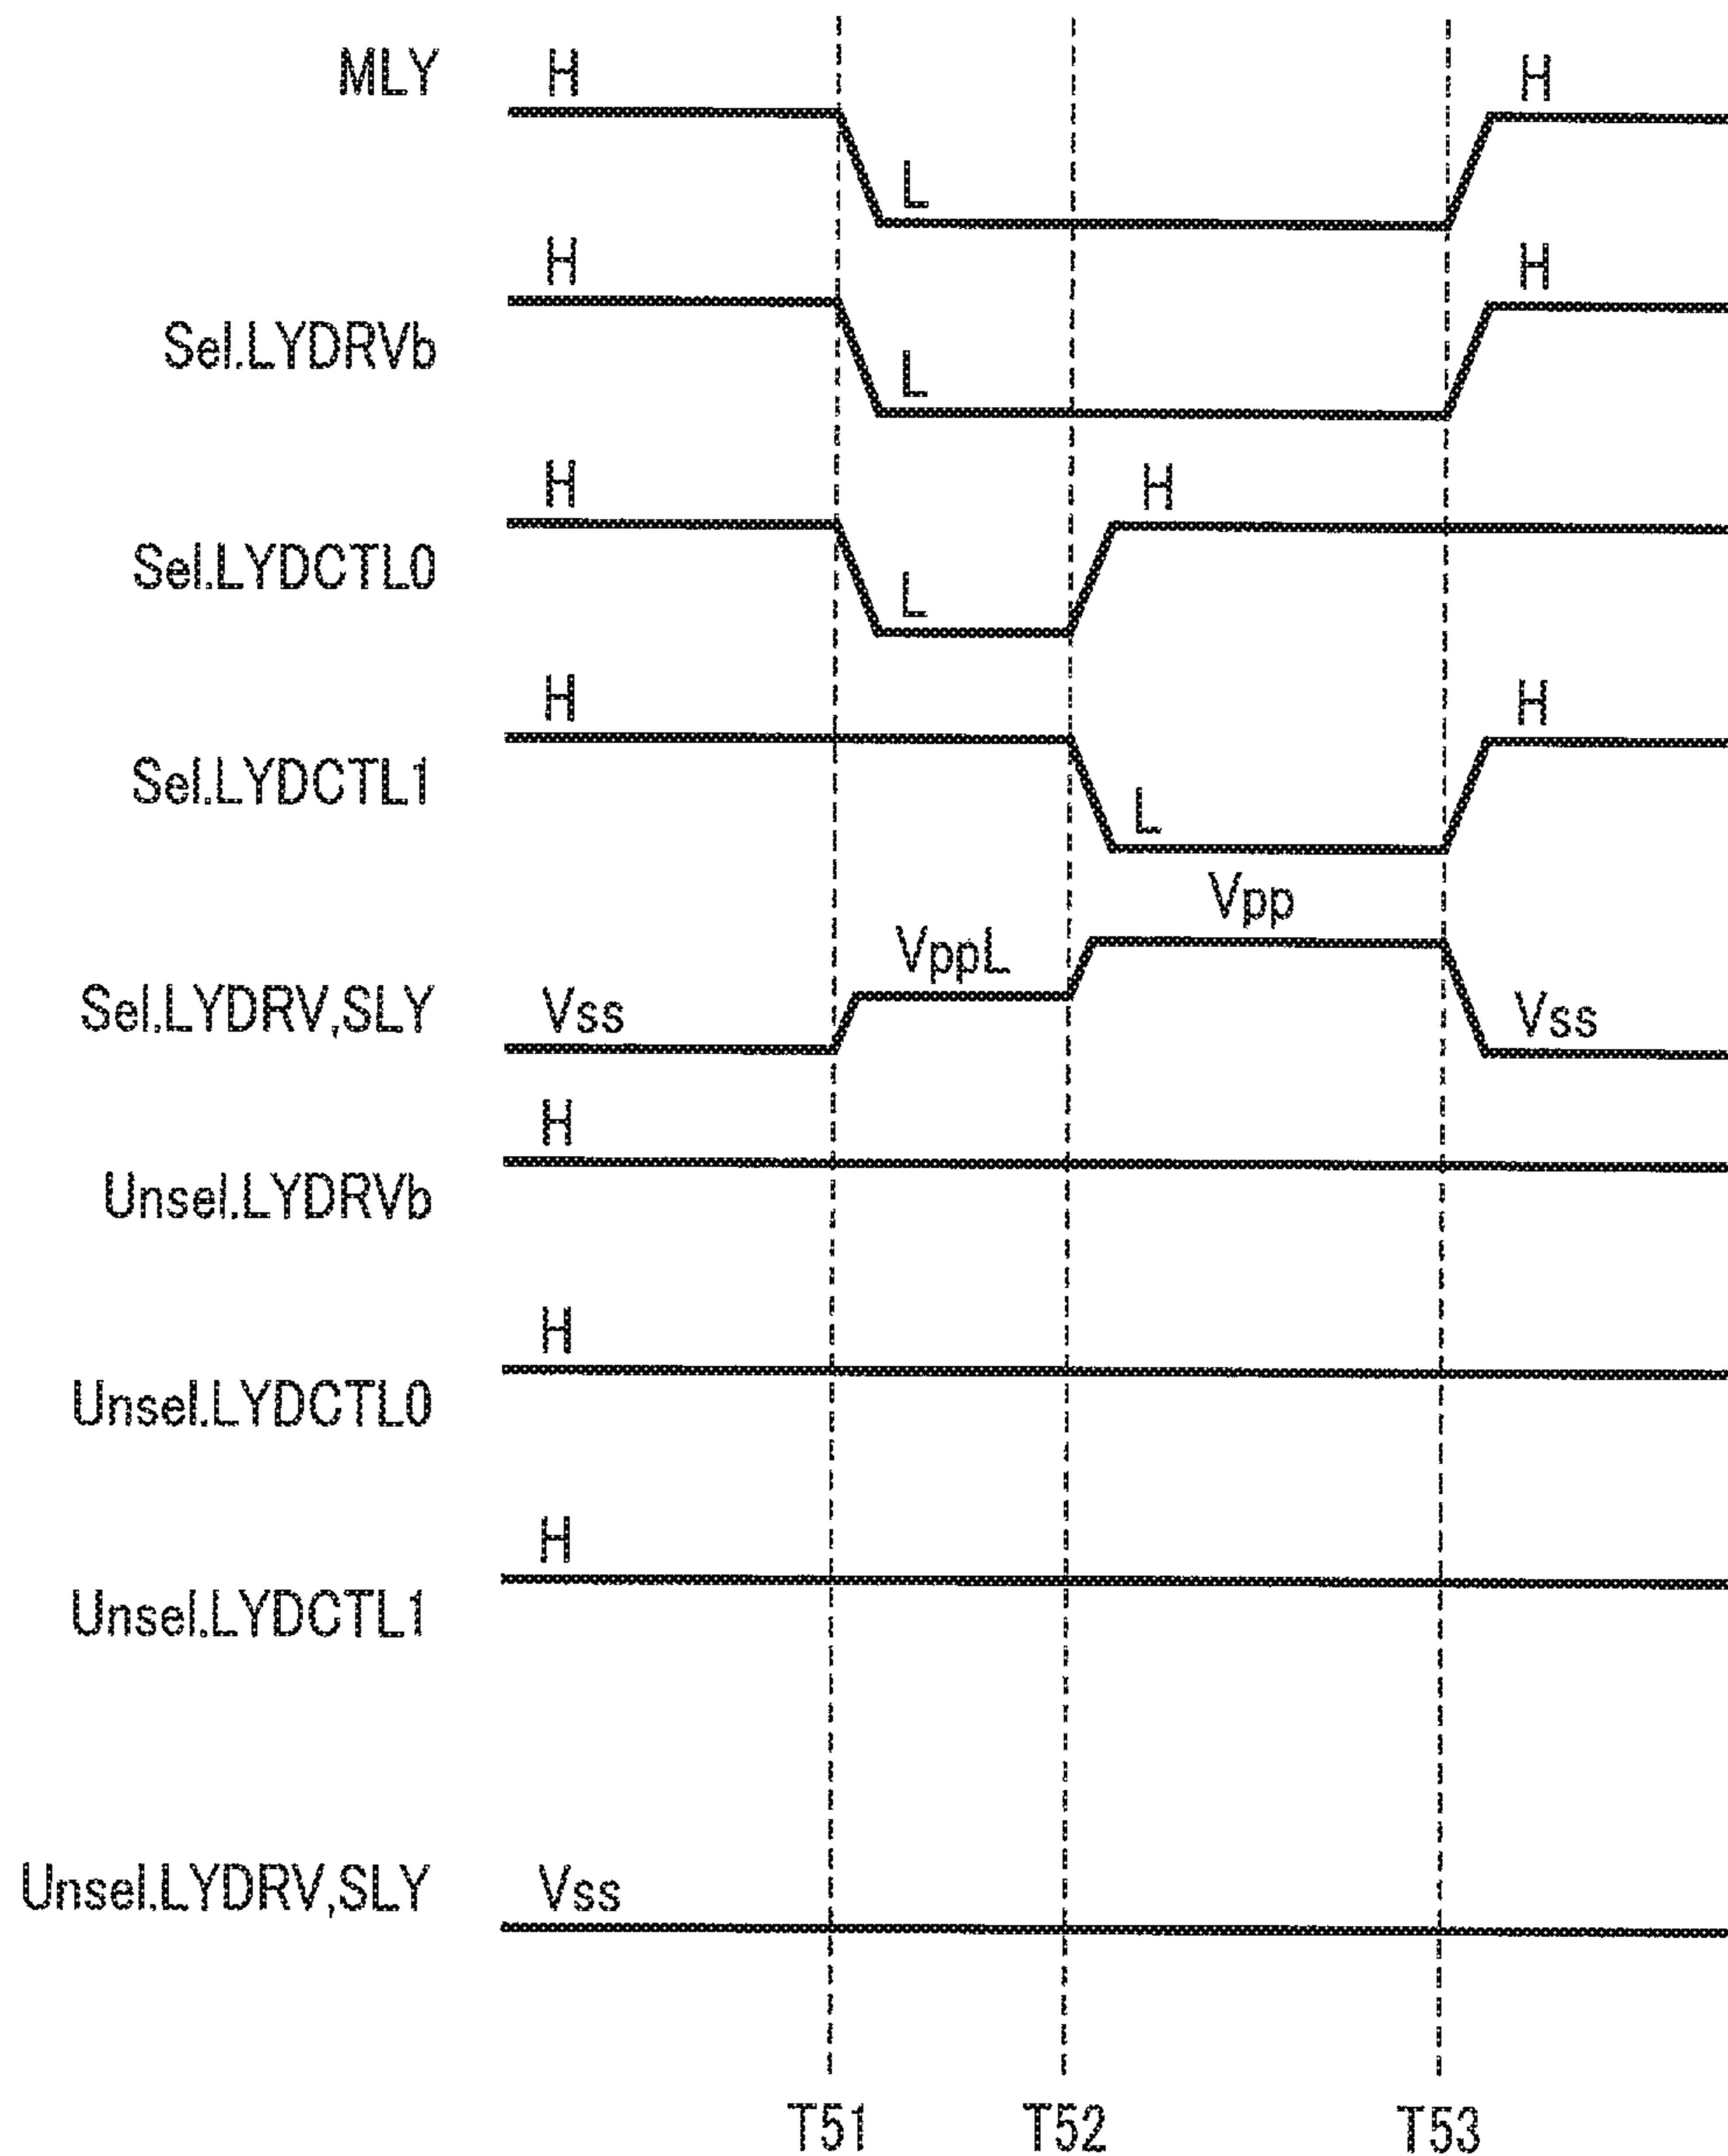 MLY H H
L
H H
Sel.LYDRVb L
H H
Sel.LYDCTL0 L
H H
Sel.LYDCTL1 L
Vpp
VppL
Sel.LYDRV,SLY Vss Vss
H
Unsel.LYDRVb
H
Unsel.LYDCTL0
H
Unsel.LYDCTL1
Unsel.LYDRV,SLY Vss
T51 T52 T53